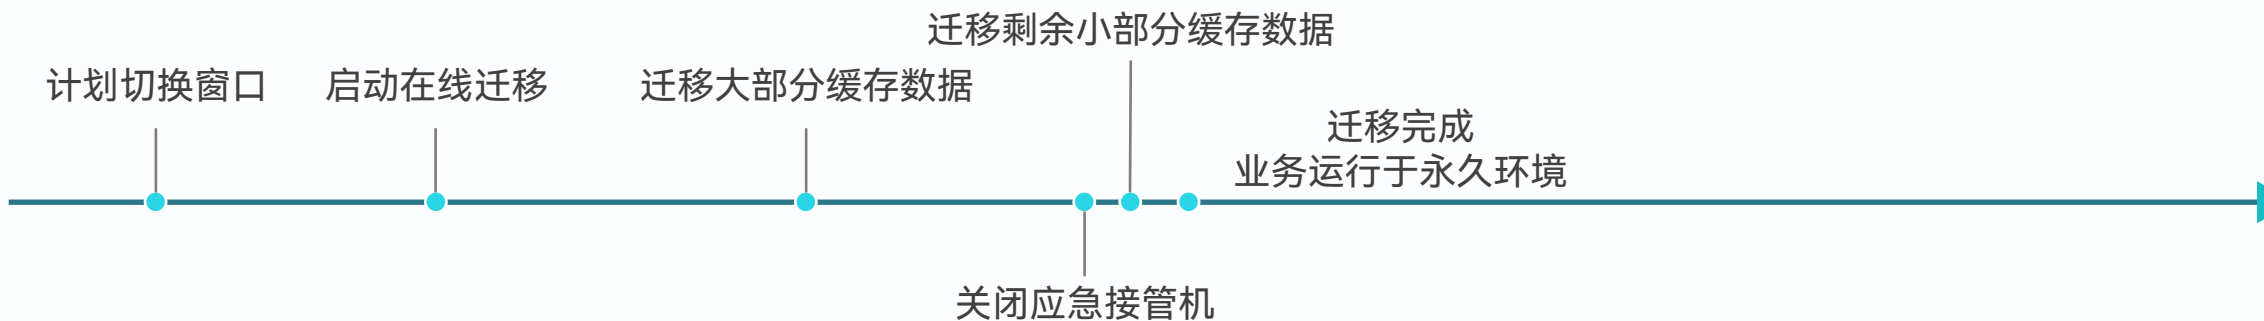 计划切换窗口
启动在线迁移
迁移大部分缓存数据
关闭应急接管机
迁移剩余小部分缓存数据
迁移完成
业务运行于永久环境